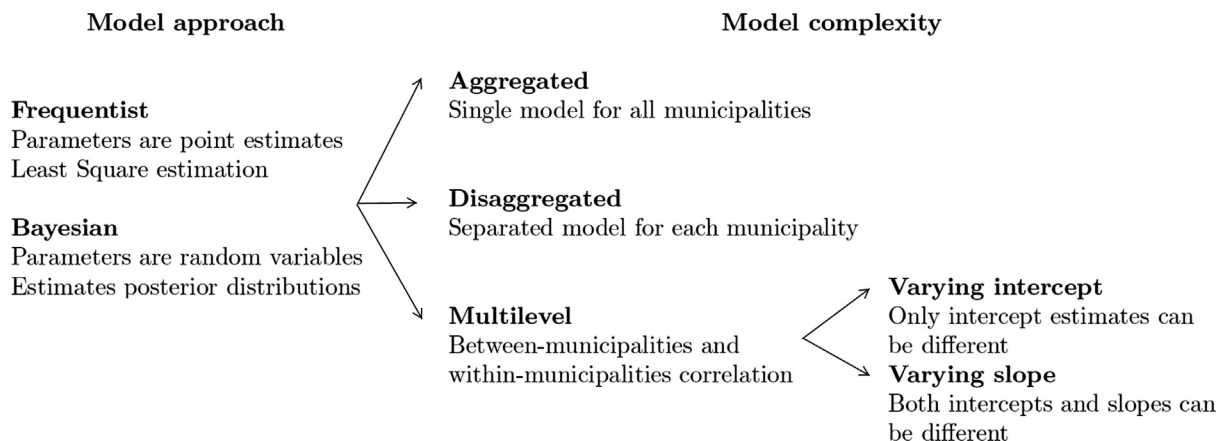 Model approach
Model complexity
Frequentist
Parameters are point estimates
Least Square estimation
Bayesian
Parameters are random variables
Estimates posterior distributions
Aggregated
Single model for all municipalities
Disaggregated
Separated model for each municipality
Multilevel
Between-municipalities and
within-municipalities correlation
Varying intercept
Only intercept estimates can
be different
Varying slope
Both intercepts and slopes can
be different